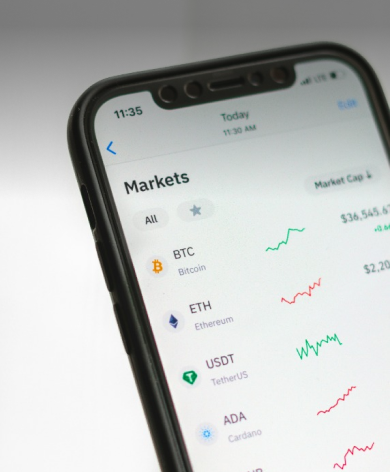 11:35
LTE
Today
11:30 AM
Edit
Markets
All
Market Cap ↓
BTC
Bitcoin
$36,545.6
ETH
Ethereum
$2,20
USDT
TetherUS
ADA
Cardano